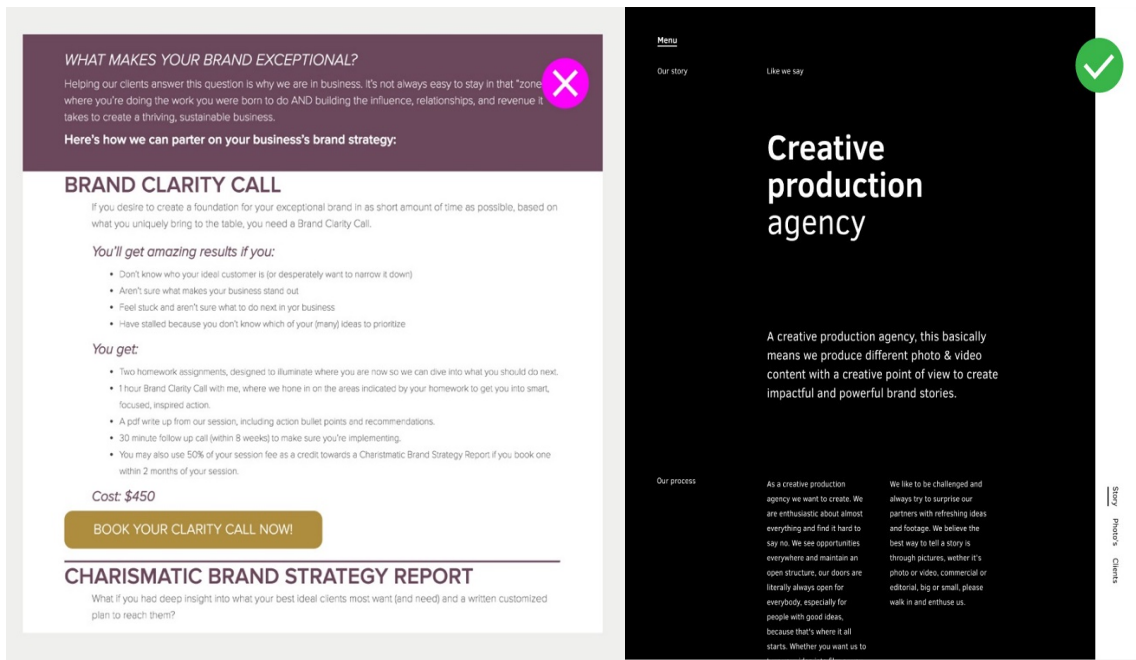 WHAT MAKES YOUR BRAND EXCEPTIONAL?
Helping our clients answer this question is why we are in business. It's not always easy to stay in that "zone
where you're doing the work you were born to do AND building the influence, relationships, and revenue it
takes to create a thriving, sustainable business.
Here's how we can parter on your business's brand strategy:
BRAND CLARITY CALL
If you desire to create a foundation for your exceptional brand in as short amount of time as possible, based on
what you uniquely bring to the table, you need a Brand Clarity Call.
You'll get amazing results if you:
• Don't know who your ideal customer is (or desperately want to narrow it down)
• Aren't sure what makes your business stand out
• Feel stuck and aren't sure what to do next in yor business
• Have stalled because you don't know which of your (many) ideas to prioritize
You get:
• Two homework assignments, designed to illuminate where you are now so we can dive into what you should do next.
• 1 hour Brand Clarity Call with me, where we hone in on the areas indicated by your homework to get you into smart,
focused, inspired action.
• A pdf write up from our session, including action bullet points and recommendations.
• 30 minute follow up call (within 8 weeks) to make sure you're implementing.
• You may also use 50% of your session fee as a credit towards a Charistmatic Brand Strategy Report if you book one
within 2 months of your session.
Cost: $450
BOOK YOUR CLARITY CALL NOW!
CHARISMATIC BRAND STRATEGY REPORT
What if you had deep insight into what your best ideal clients most want (and need) and a written customized
plan to reach them?
Menu
Our story
Like we say
Creative
production
agency
A creative production agency, this basically
means we produce different photo & video
content with a creative point of view to create
impactful and powerful brand stories.
Our process
As a creative production
agency we want to create. We
are enthusiastic about almost
everything and find it hard to
say no. We see opportunities
everywhere and maintain an
open structure, our doors are
literally always open for
everybody, especially for
people with good ideas,
because that's where it all
starts. Whether you want us to
We like to be challenged and
always try to surprise our
partners with refreshing ideas
and footage. We believe the
best way to tell a story is
through pictures, wether it's
photo or video, commercial or
editorial, big or small, please
walk in and enthuse us.
Story
Photo's
Clients